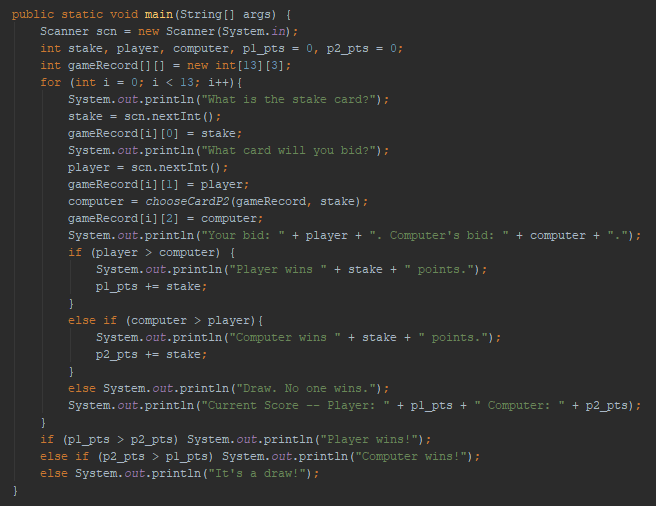 public static void main(String[] args) {
    Scanner scn = new Scanner(System.in);
    int stake, player, computer, p1_pts = 0, p2_pts = 0;
    int gameRecord[][] = new int[13][3];
    for (int i = 0; i < 13; i++){
        System.out.println("What is the stake card?");
        stake = scn.nextInt();
        gameRecord[i][0] = stake;
        System.out.println("What card will you bid?");
        player = scn.nextInt();
        gameRecord[i][1] = player;
        computer = chooseCardP2(gameRecord, stake);
        gameRecord[i][2] = computer;
        System.out.println("Your bid: " + player + ". Computer's bid: " + computer + ".");
        if (player > computer) {
            System.out.println("Player wins " + stake + " points.");
            p1_pts += stake;
        }
        else if (computer > player){
            System.out.println("Computer wins " + stake + " points.");
            p2_pts += stake;
        }
        else System.out.println("Draw. No one wins.");
        System.out.println("Current Score -- Player: " + p1_pts + " Computer: " + p2_pts);
    }
    if (p1_pts > p2_pts) System.out.println("Player wins!");
    else if (p2_pts > p1_pts) System.out.println("Computer wins!");
    else System.out.println("It's a draw!");
}